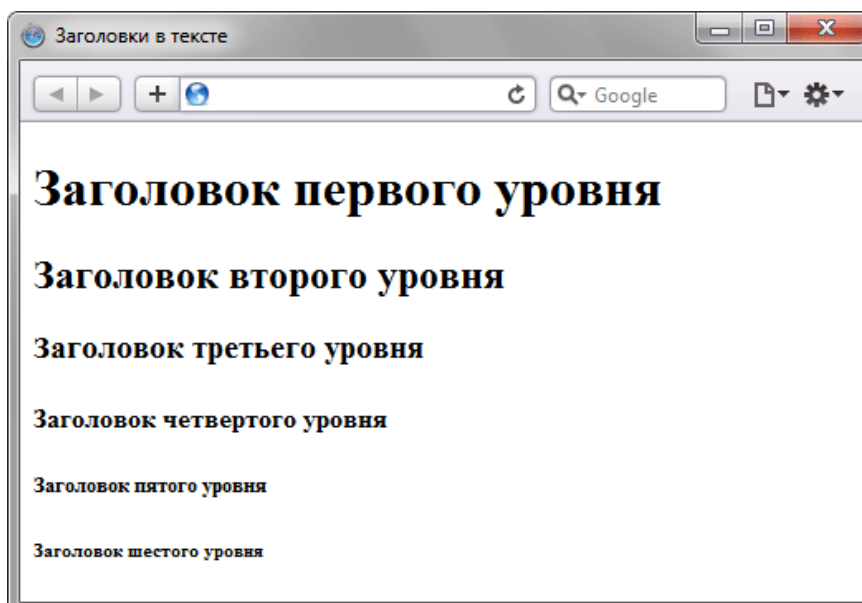 Заголовки в тексте
Google
Заголовок первого уровня
Заголовок второго уровня
Заголовок третьего уровня
Заголовок четвертого уровня
Заголовок пятого уровня
Заголовок шестого уровня